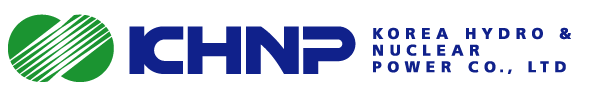 KHNP
KOREA HYDRO &
NUCLEAR
POWER CO., LTD